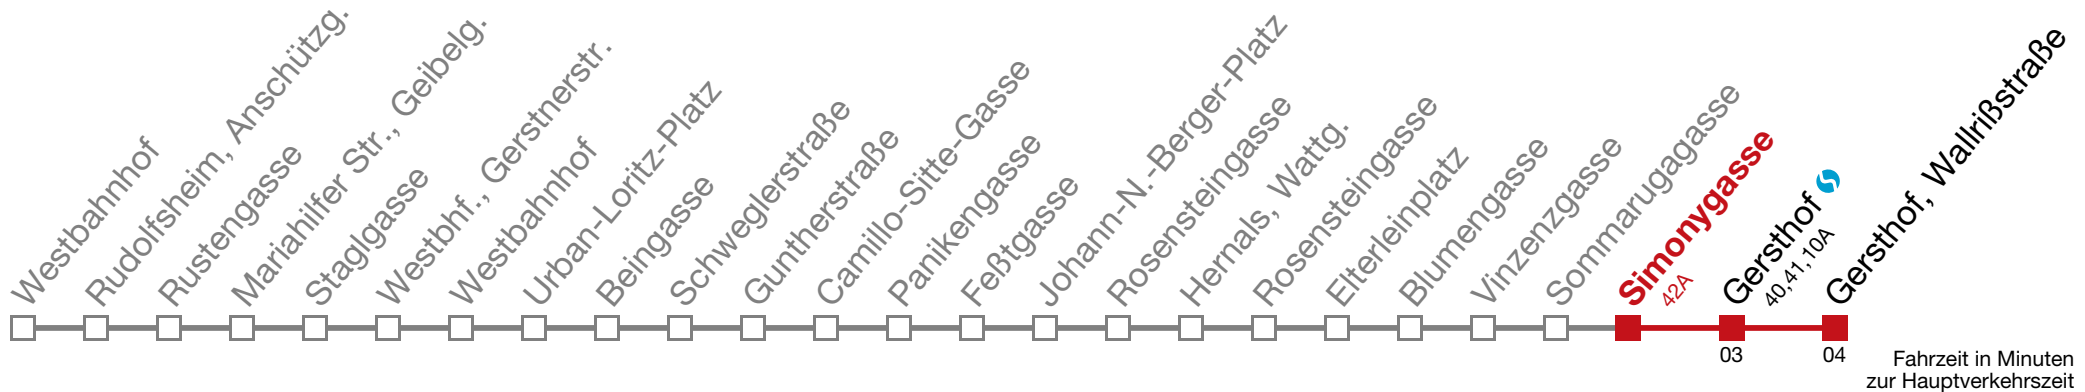 Westbahnhof
Rudolfsheim, Anschützg.
Rustengasse
Mariahilfer Str., Geibelg.
Staglgasse
Westbhf., Gerstnerstr.
Westbahnhof
Urban-Loritz-Platz
Beingasse
Schweglerstraße
Guntherstraße
Camillo-Sitte-Gasse
Panikengasse
Feßtgasse
Johann-N.-Berger-Platz
Rosensteingasse
Hernals, Wattg.
Rosensteingasse
Elterleinplatz
Blumengasse
Vinzenzgasse
Sommarugagasse
Simonygasse
42A
Gersthof
40,41,10A
Gersthof, Wallrißstraße
03
04
Fahrzeit in Minuten
zur Hauptverkehrszeit